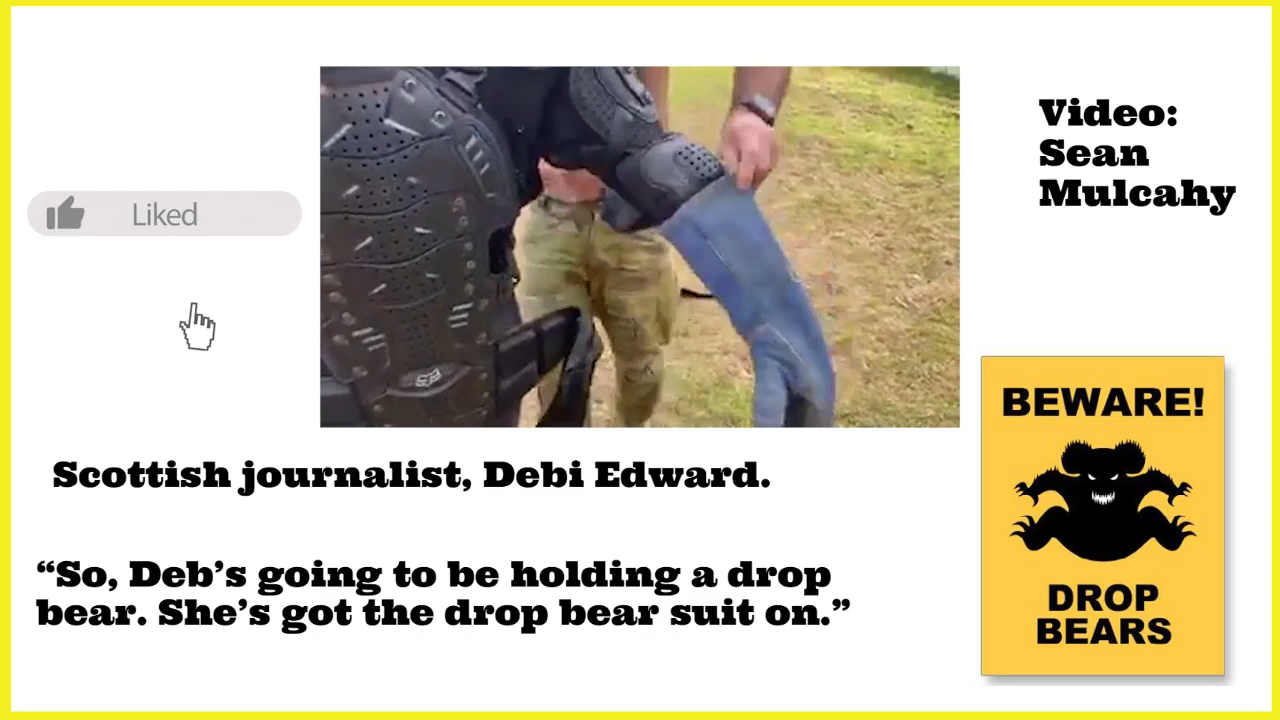 Video:
Sean
Mulcahy
Liked
Scottish journalist, Debi Edward.
“So, Deb’s going to be holding a drop
bear. She’s got the drop bear suit on.”
BEWARE!
DROP
BEARS